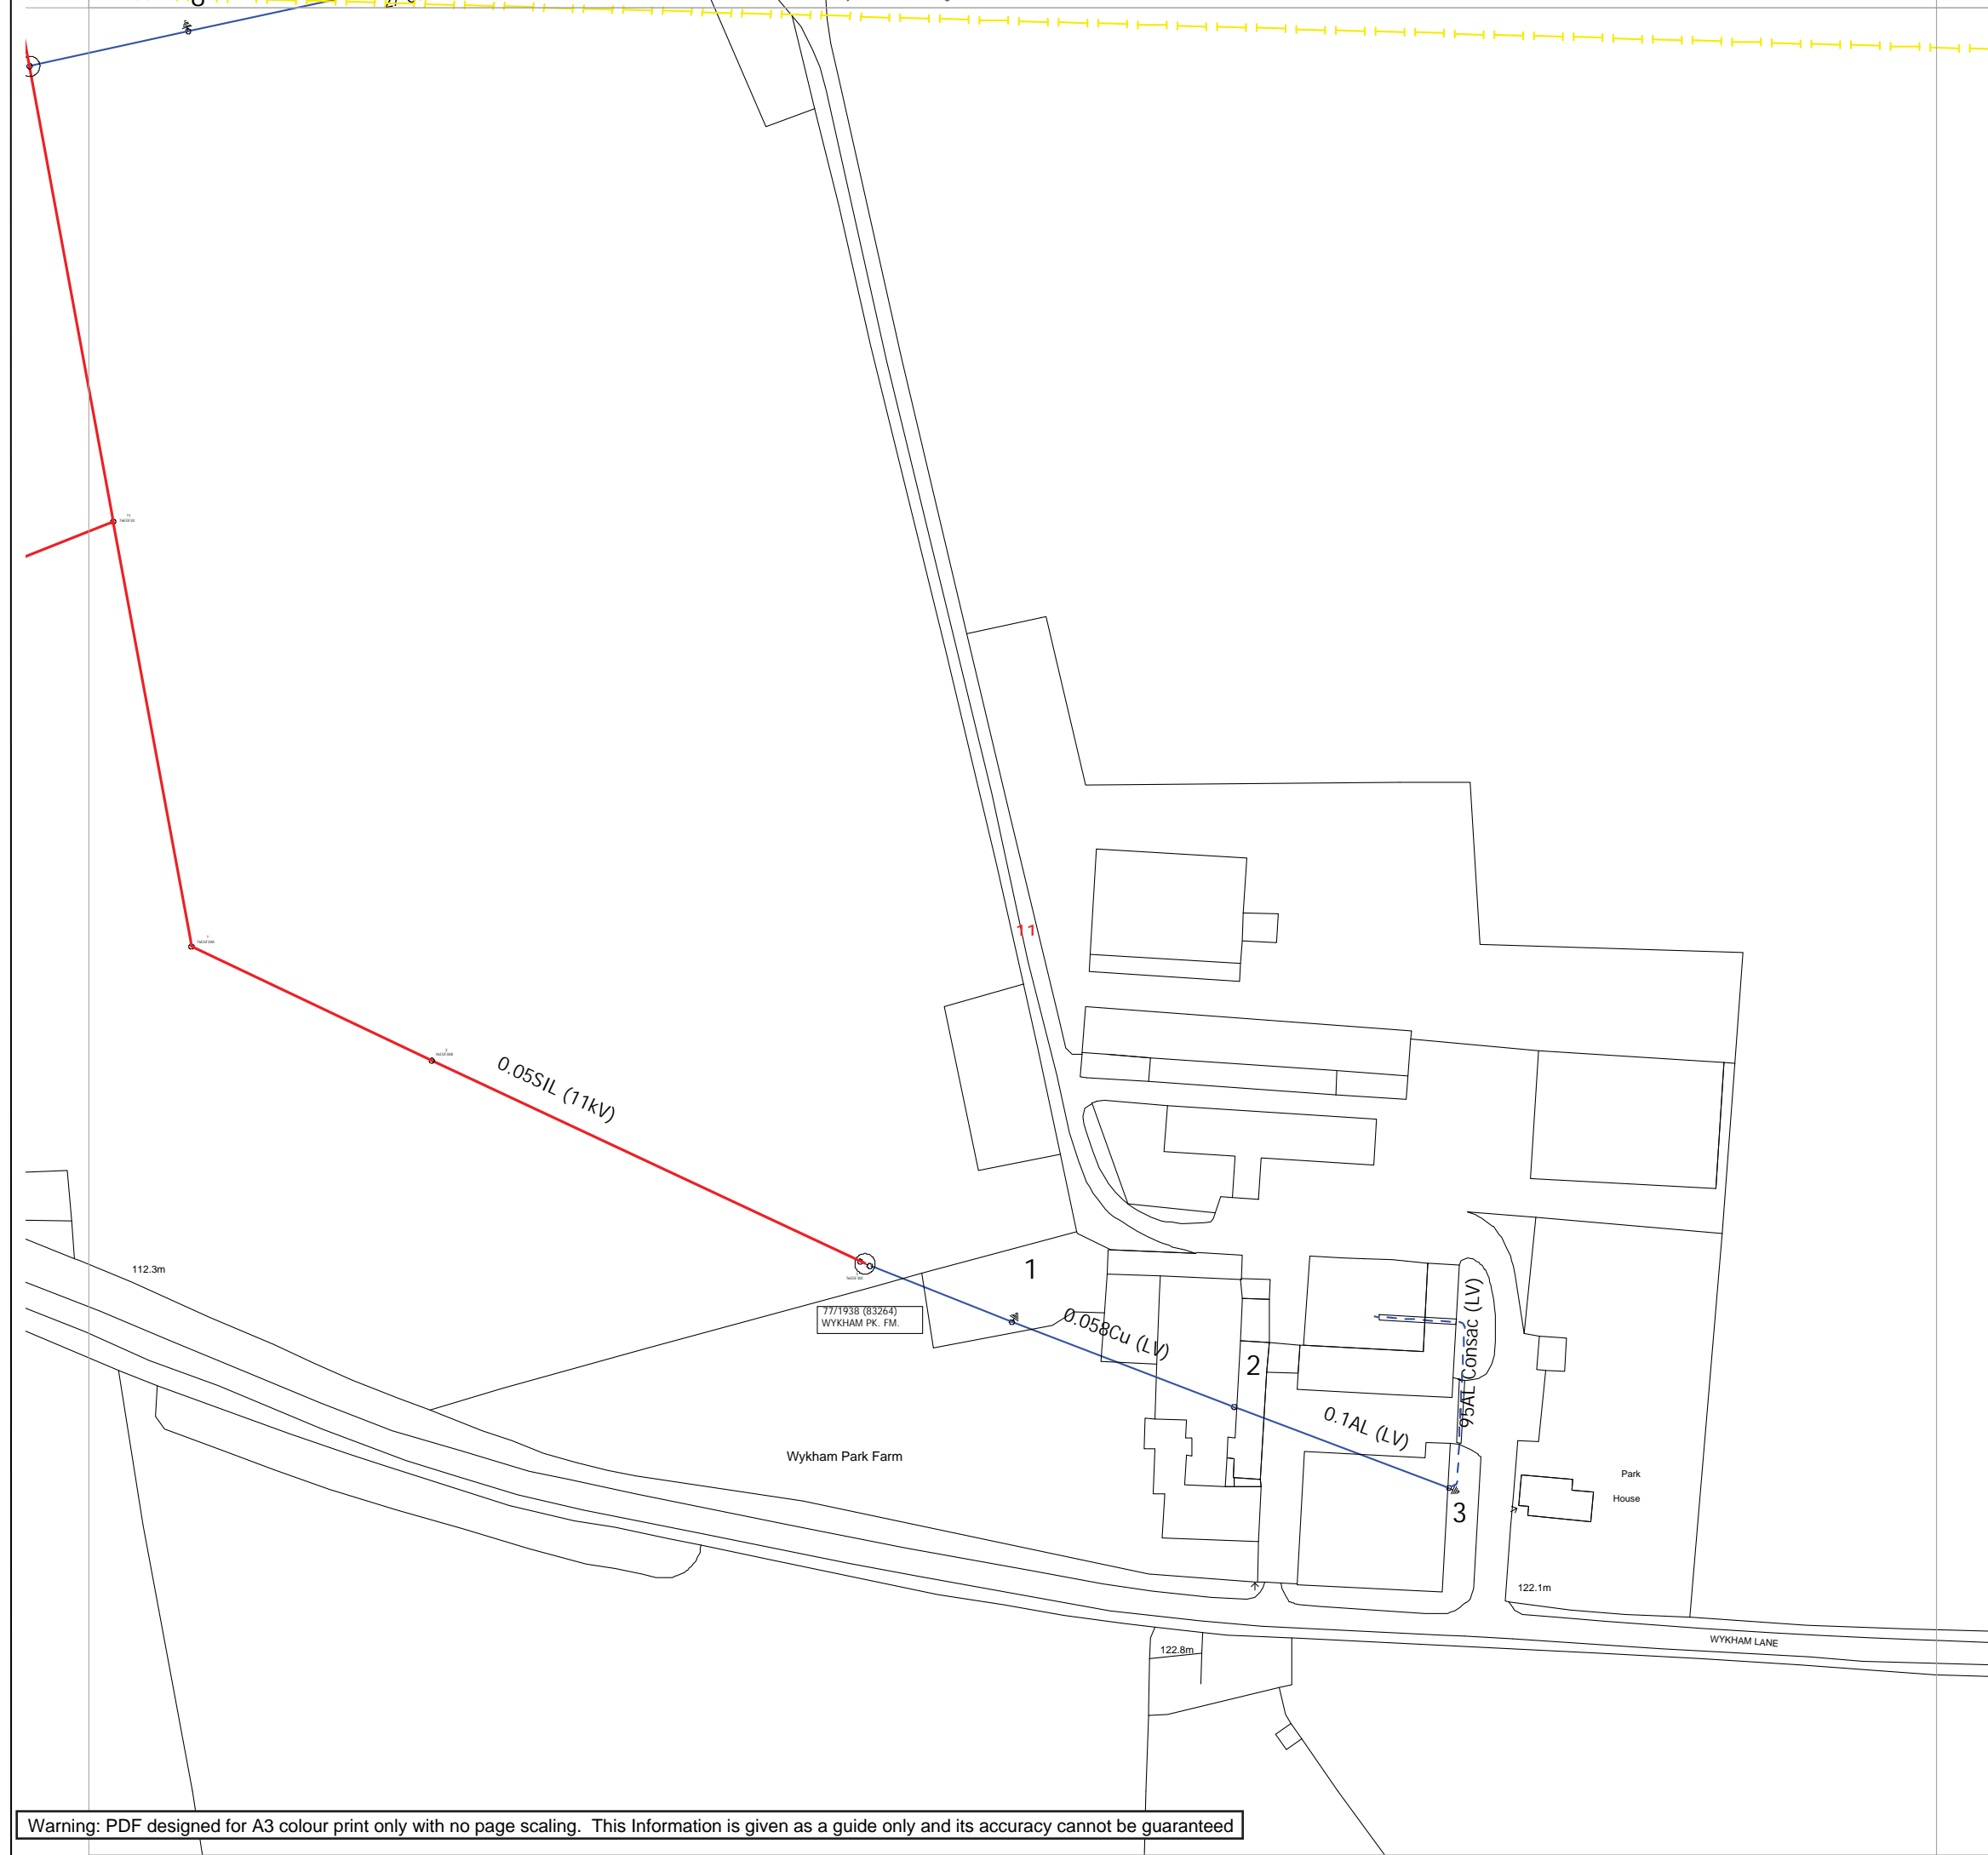 11
0.05SIL (11kV)
112.3m
1
77/1938 (83264)
WYKHAM PK. FM.
0.058Cu (LV)
2
95AL Consac (LV)
0.1AL (LV)
Wykham Park Farm
Park
House
3
122.1m
WYKHAM LANE
122.8m
Warning: PDF designed for A3 colour print only with no page scaling.  This Information is given as a guide only and its accuracy cannot be guaranteed